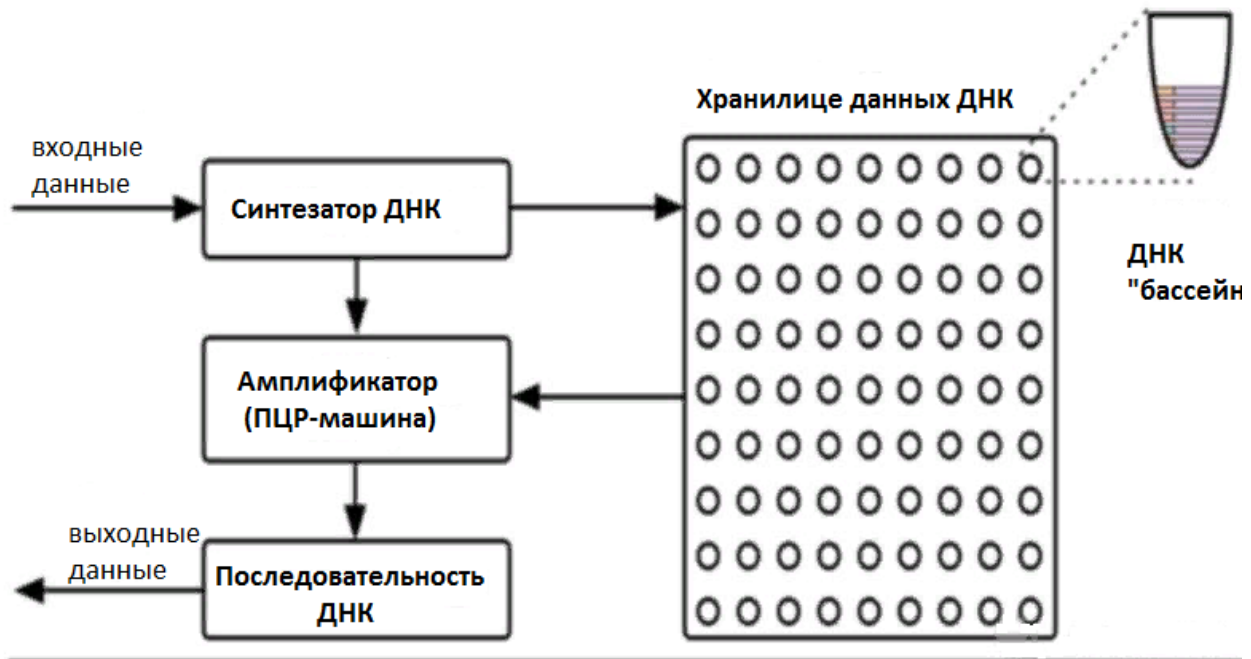 Хранилице данных ДНК
входные
данные
Синтезатор ДНК
ДНК
"бассейн
Амплификатор
(ПЦР-машина)
выходные
данные
Последовательность
ДНК